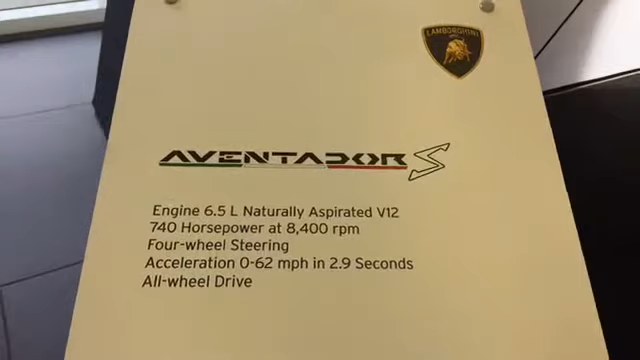 LAMBORGHINI
AVENTADOR S
Engine 6.5 L Naturally Aspirated V12
740 Horsepower at 8,400 rpm
Four-wheel Steering
Acceleration 0-62 mph in 2.9 Seconds
All-wheel Drive